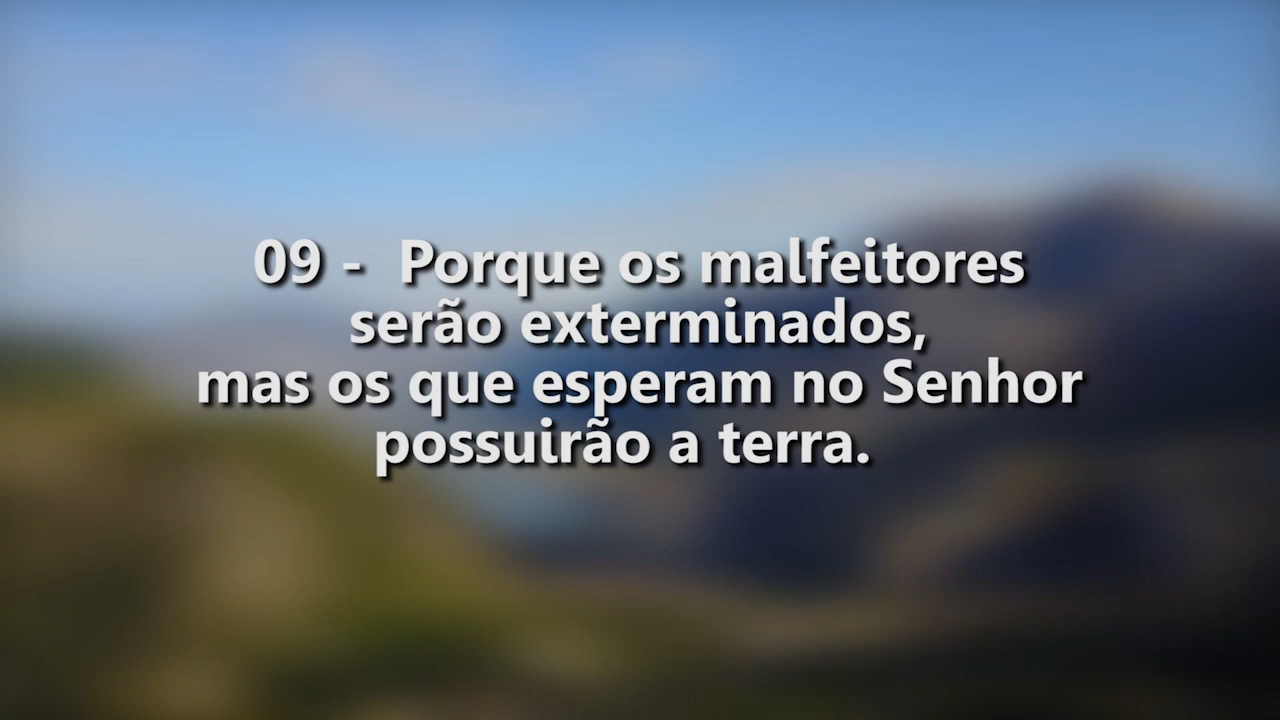 09 -  Porque os malfeitores
serão exterminados,
mas os que esperam no Senhor
possuirão a terra.